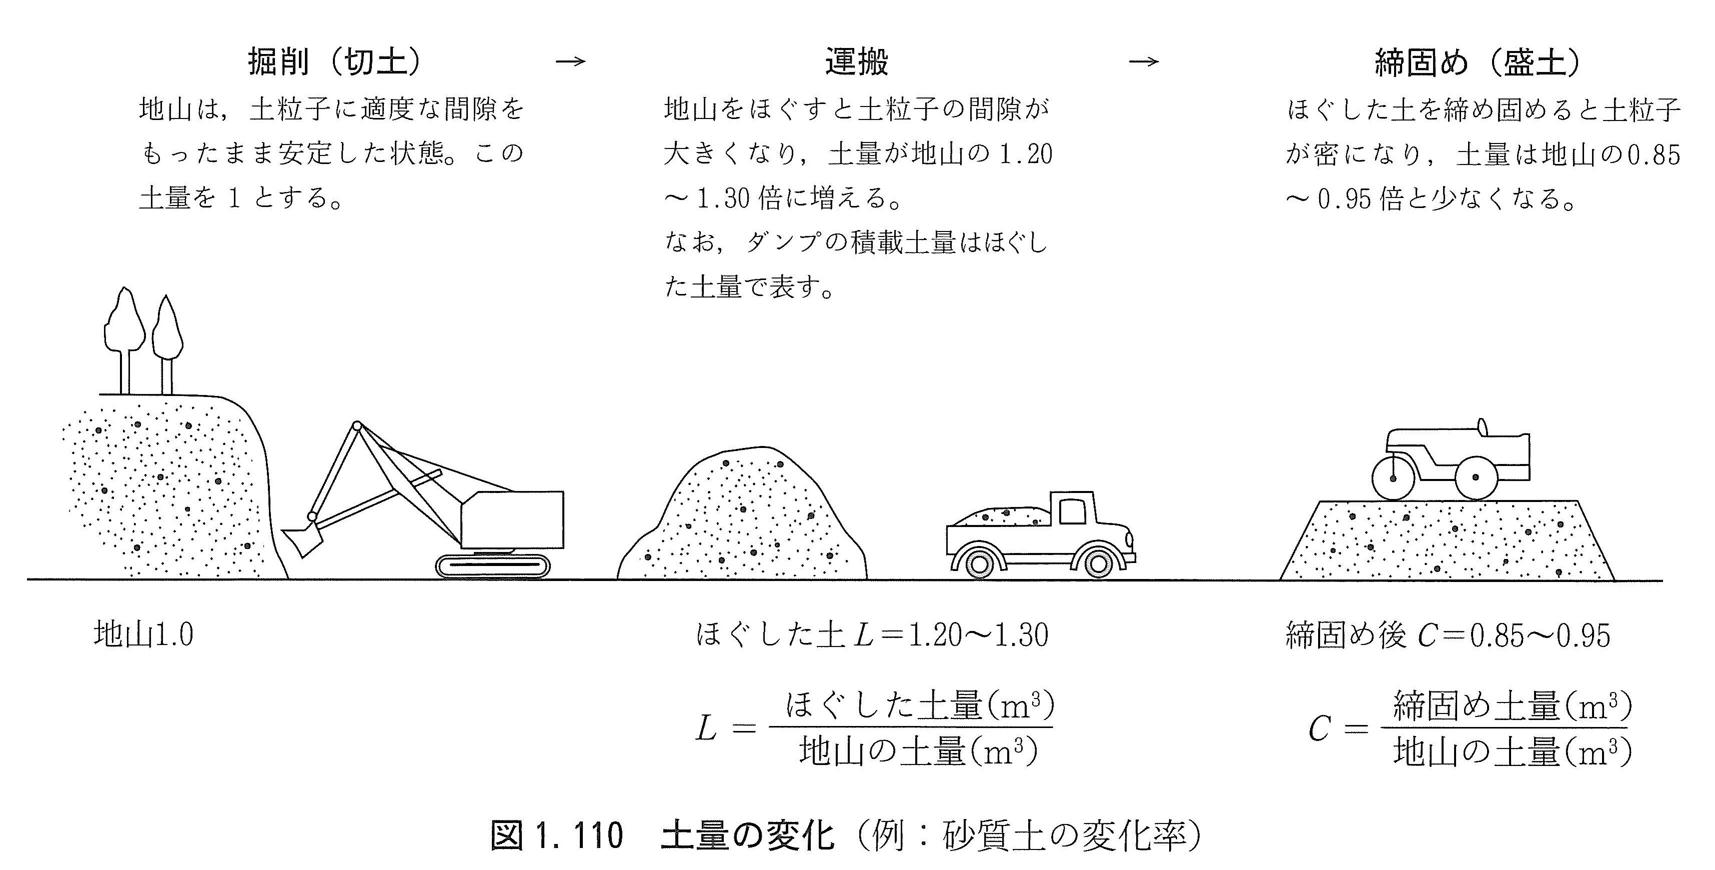 掘削（切土） → 運搬 → 締固め（盛土）
地山は，土粒子に適度な間隙を
もったまま安定した状態。この
土量を 1 とする。
地山をほぐすと土粒子の間隙が
大きくなり，土量が地山の 1.20
～1.30 倍に増える。
なお，ダンプの積載土量はほぐし
た土量で表す。
ほぐした土を締め固めると土粒子
が密になり，土量は地山の0.85
～0.95 倍と少なくなる。
地山1.0
ほぐした土 L＝1.20～1.30
L＝ほぐした土量(m³)/地山の土量(m³)
締固め後 C＝0.85～0.95
C＝締固め土量(m³)/地山の土量(m³)
図 1. 110 土量の変化（例：砂質土の変化率）